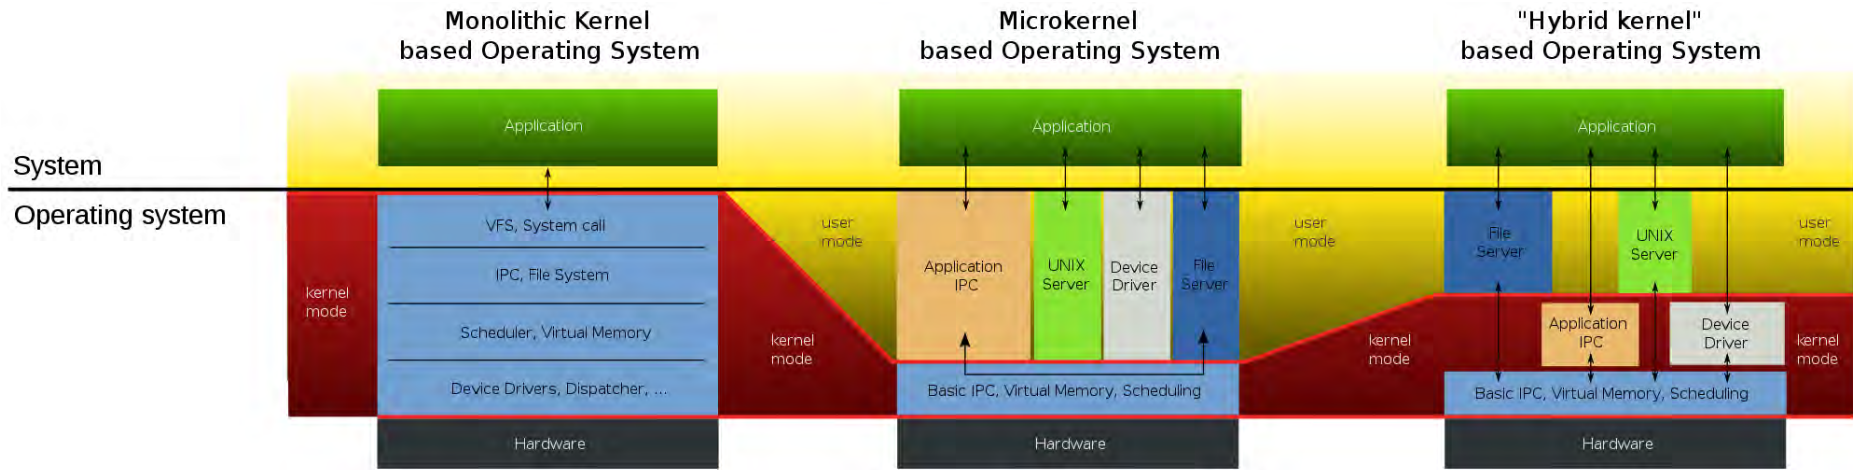 Monolithic Kernel
based Operating System
Microkernel
based Operating System
"Hybrid kernel"
based Operating System
System
Operating system
Application
VFS, System call
IPC, File System
Scheduler, Virtual Memory
Device Drivers, Dispatcher, ...
Hardware
kernel
mode
user
mode
kernel
mode
Application
Application
IPC
UNIX
Server
Device
Driver
File
Server
Basic IPC, Virtual Memory, Scheduling
Hardware
user
mode
kernel
mode
Application
File
Server
UNIX
Server
Application
IPC
Device
Driver
Basic IPC, Virtual Memory, Scheduling
Hardware
user
mode
kernel
mode